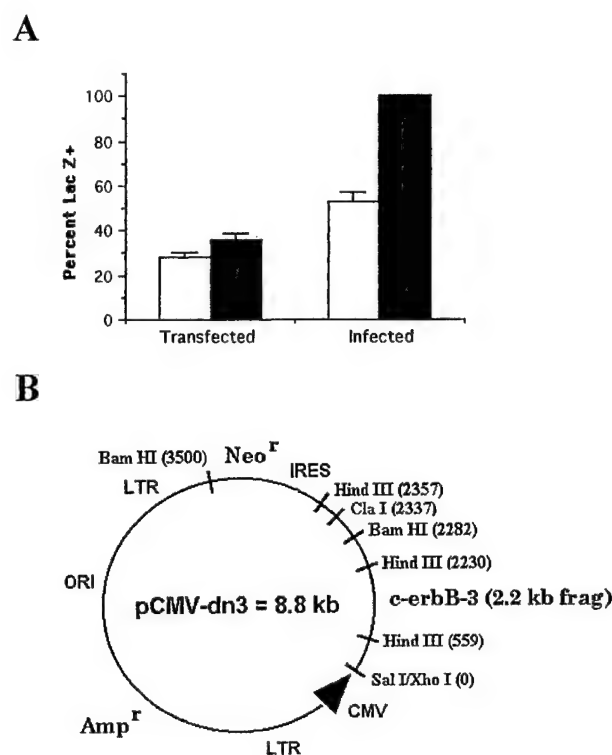 A
Percent Lac Z+
100
80
60
40
20
0
Transfected
Infected
B
Bam HI (3500)
Neo r
IRES
LTR
Hind III (2357)
Cla I (2337)
Bam HI (2282)
Hind III (2230)
ORI
pCMV-dn3 = 8.8 kb
c-erbB-3 (2.2 kb frag)
Hind III (559)
Sal I/Xho I (0)
CMV
Amp r
LTR